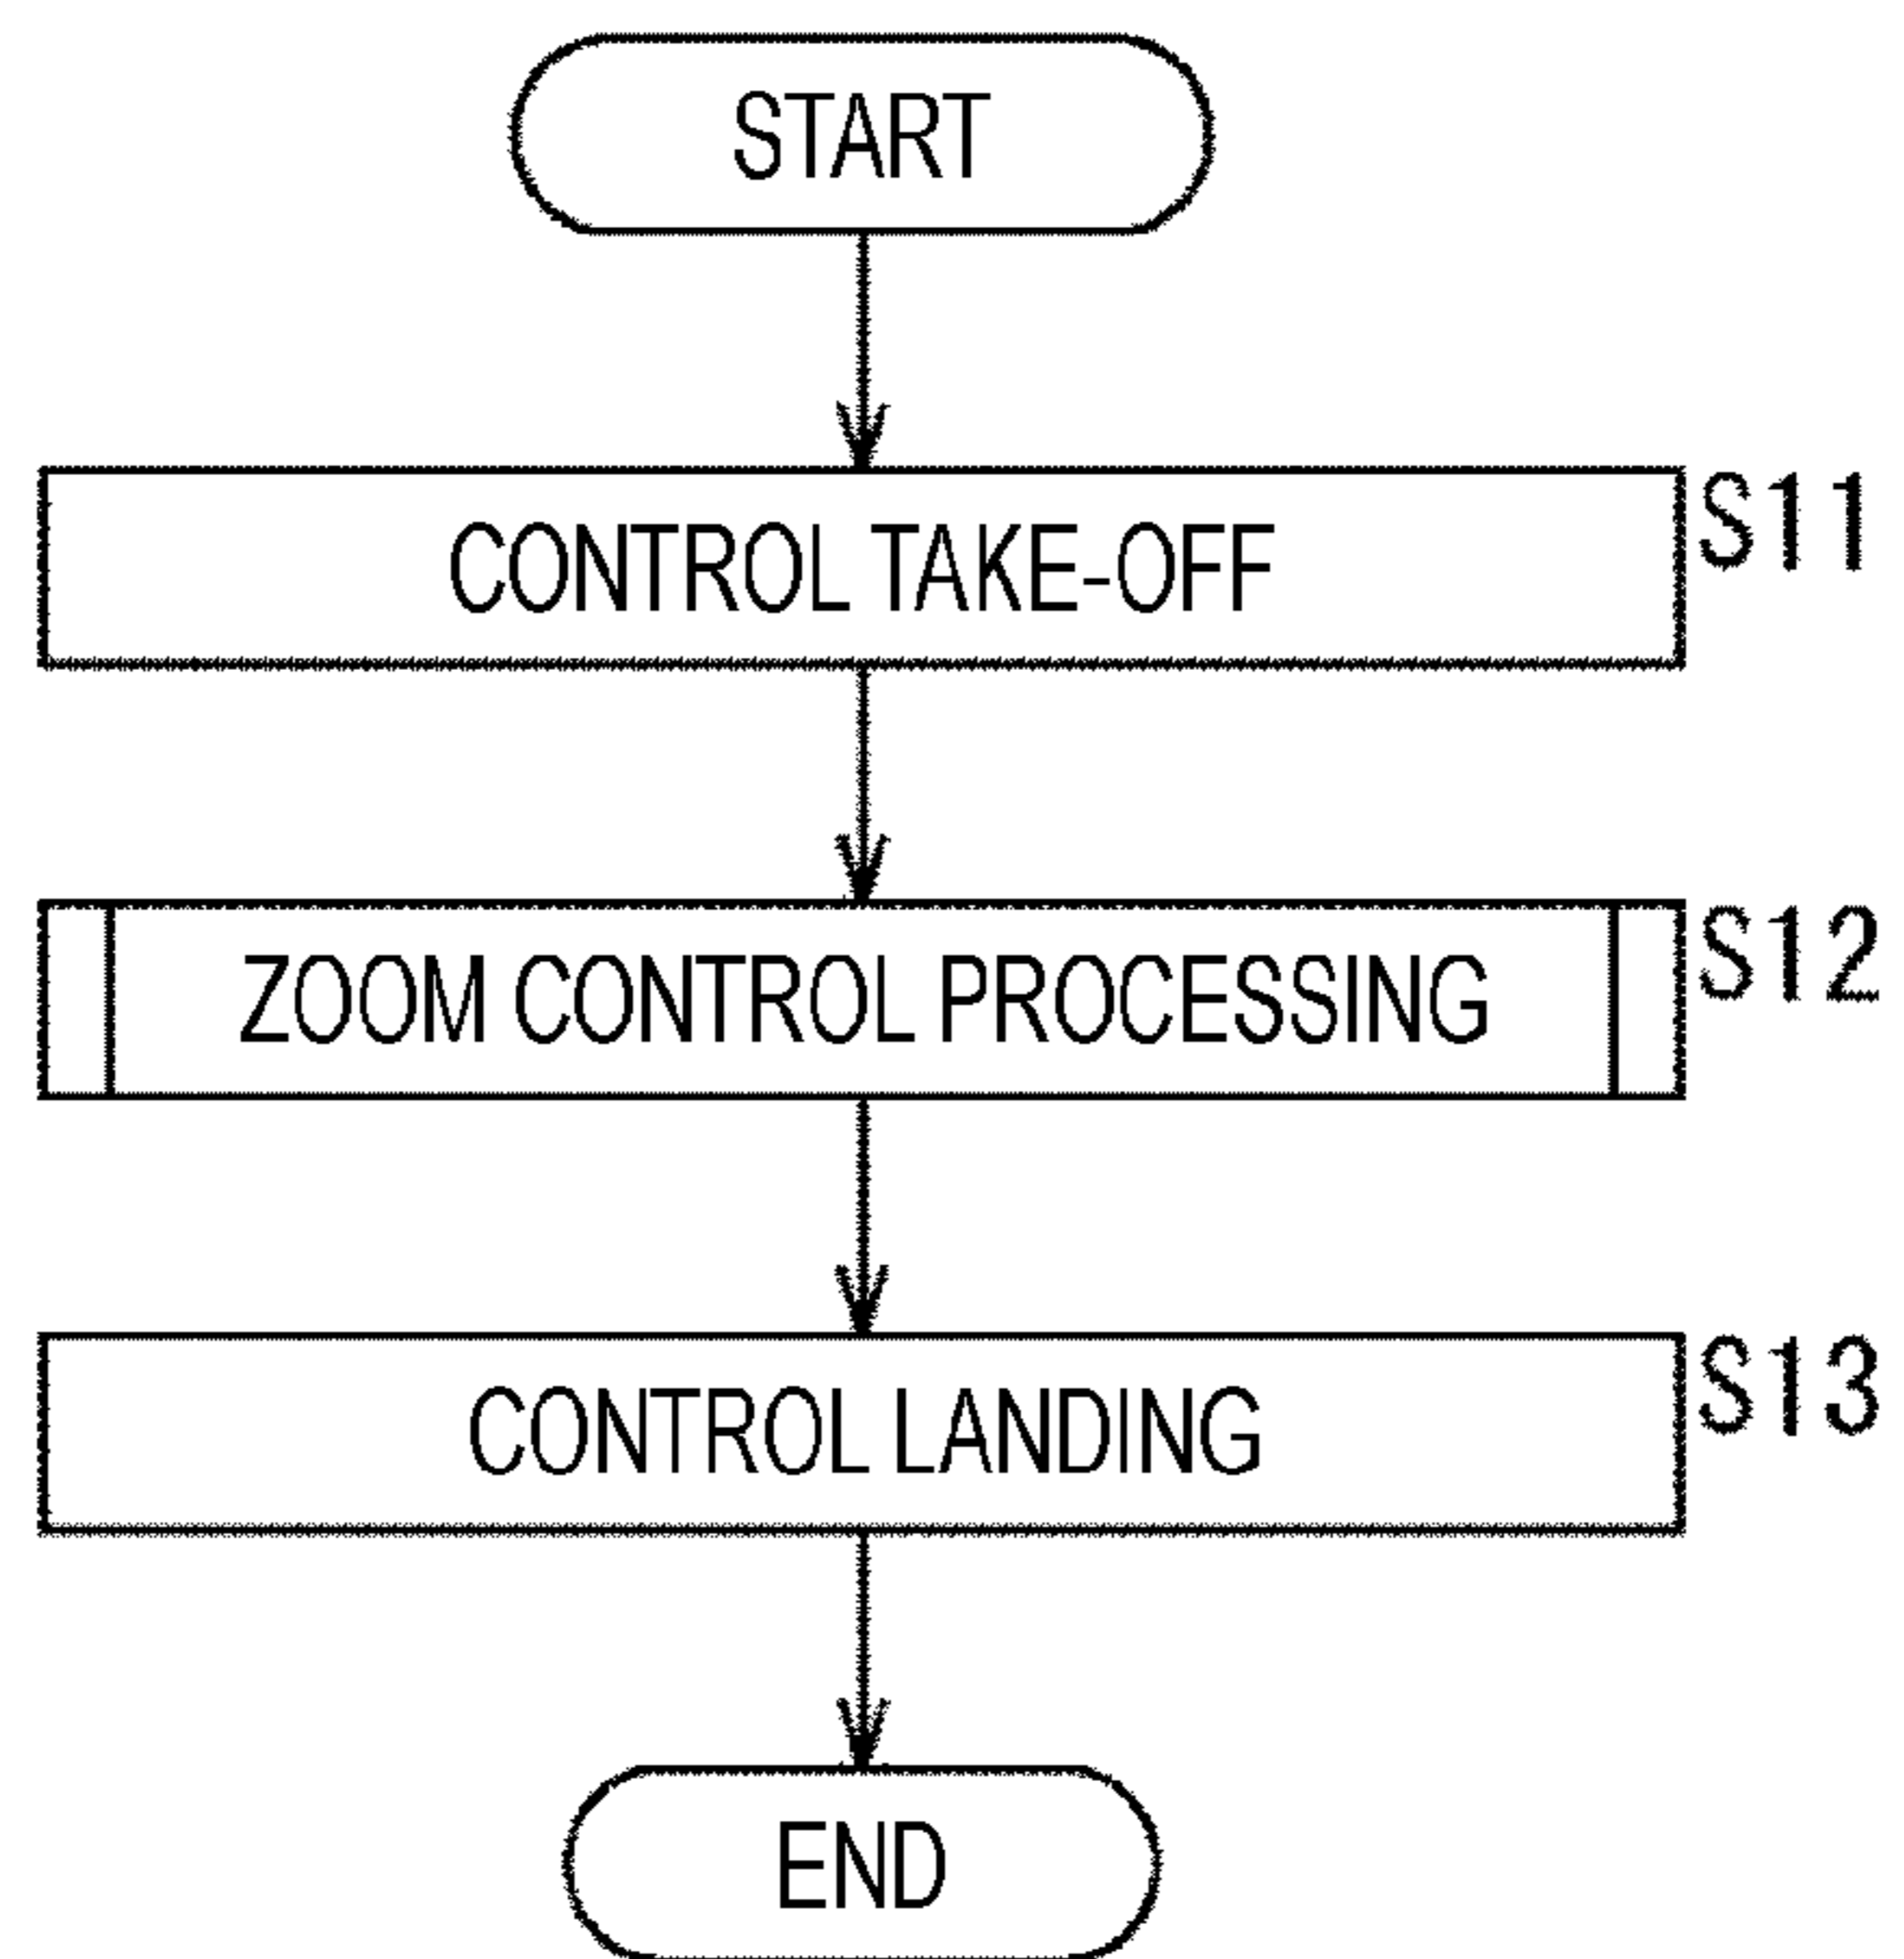 START
CONTROL TAKE-OFF S11
ZOOM CONTROL PROCESSING S12
CONTROL LANDING S13
END